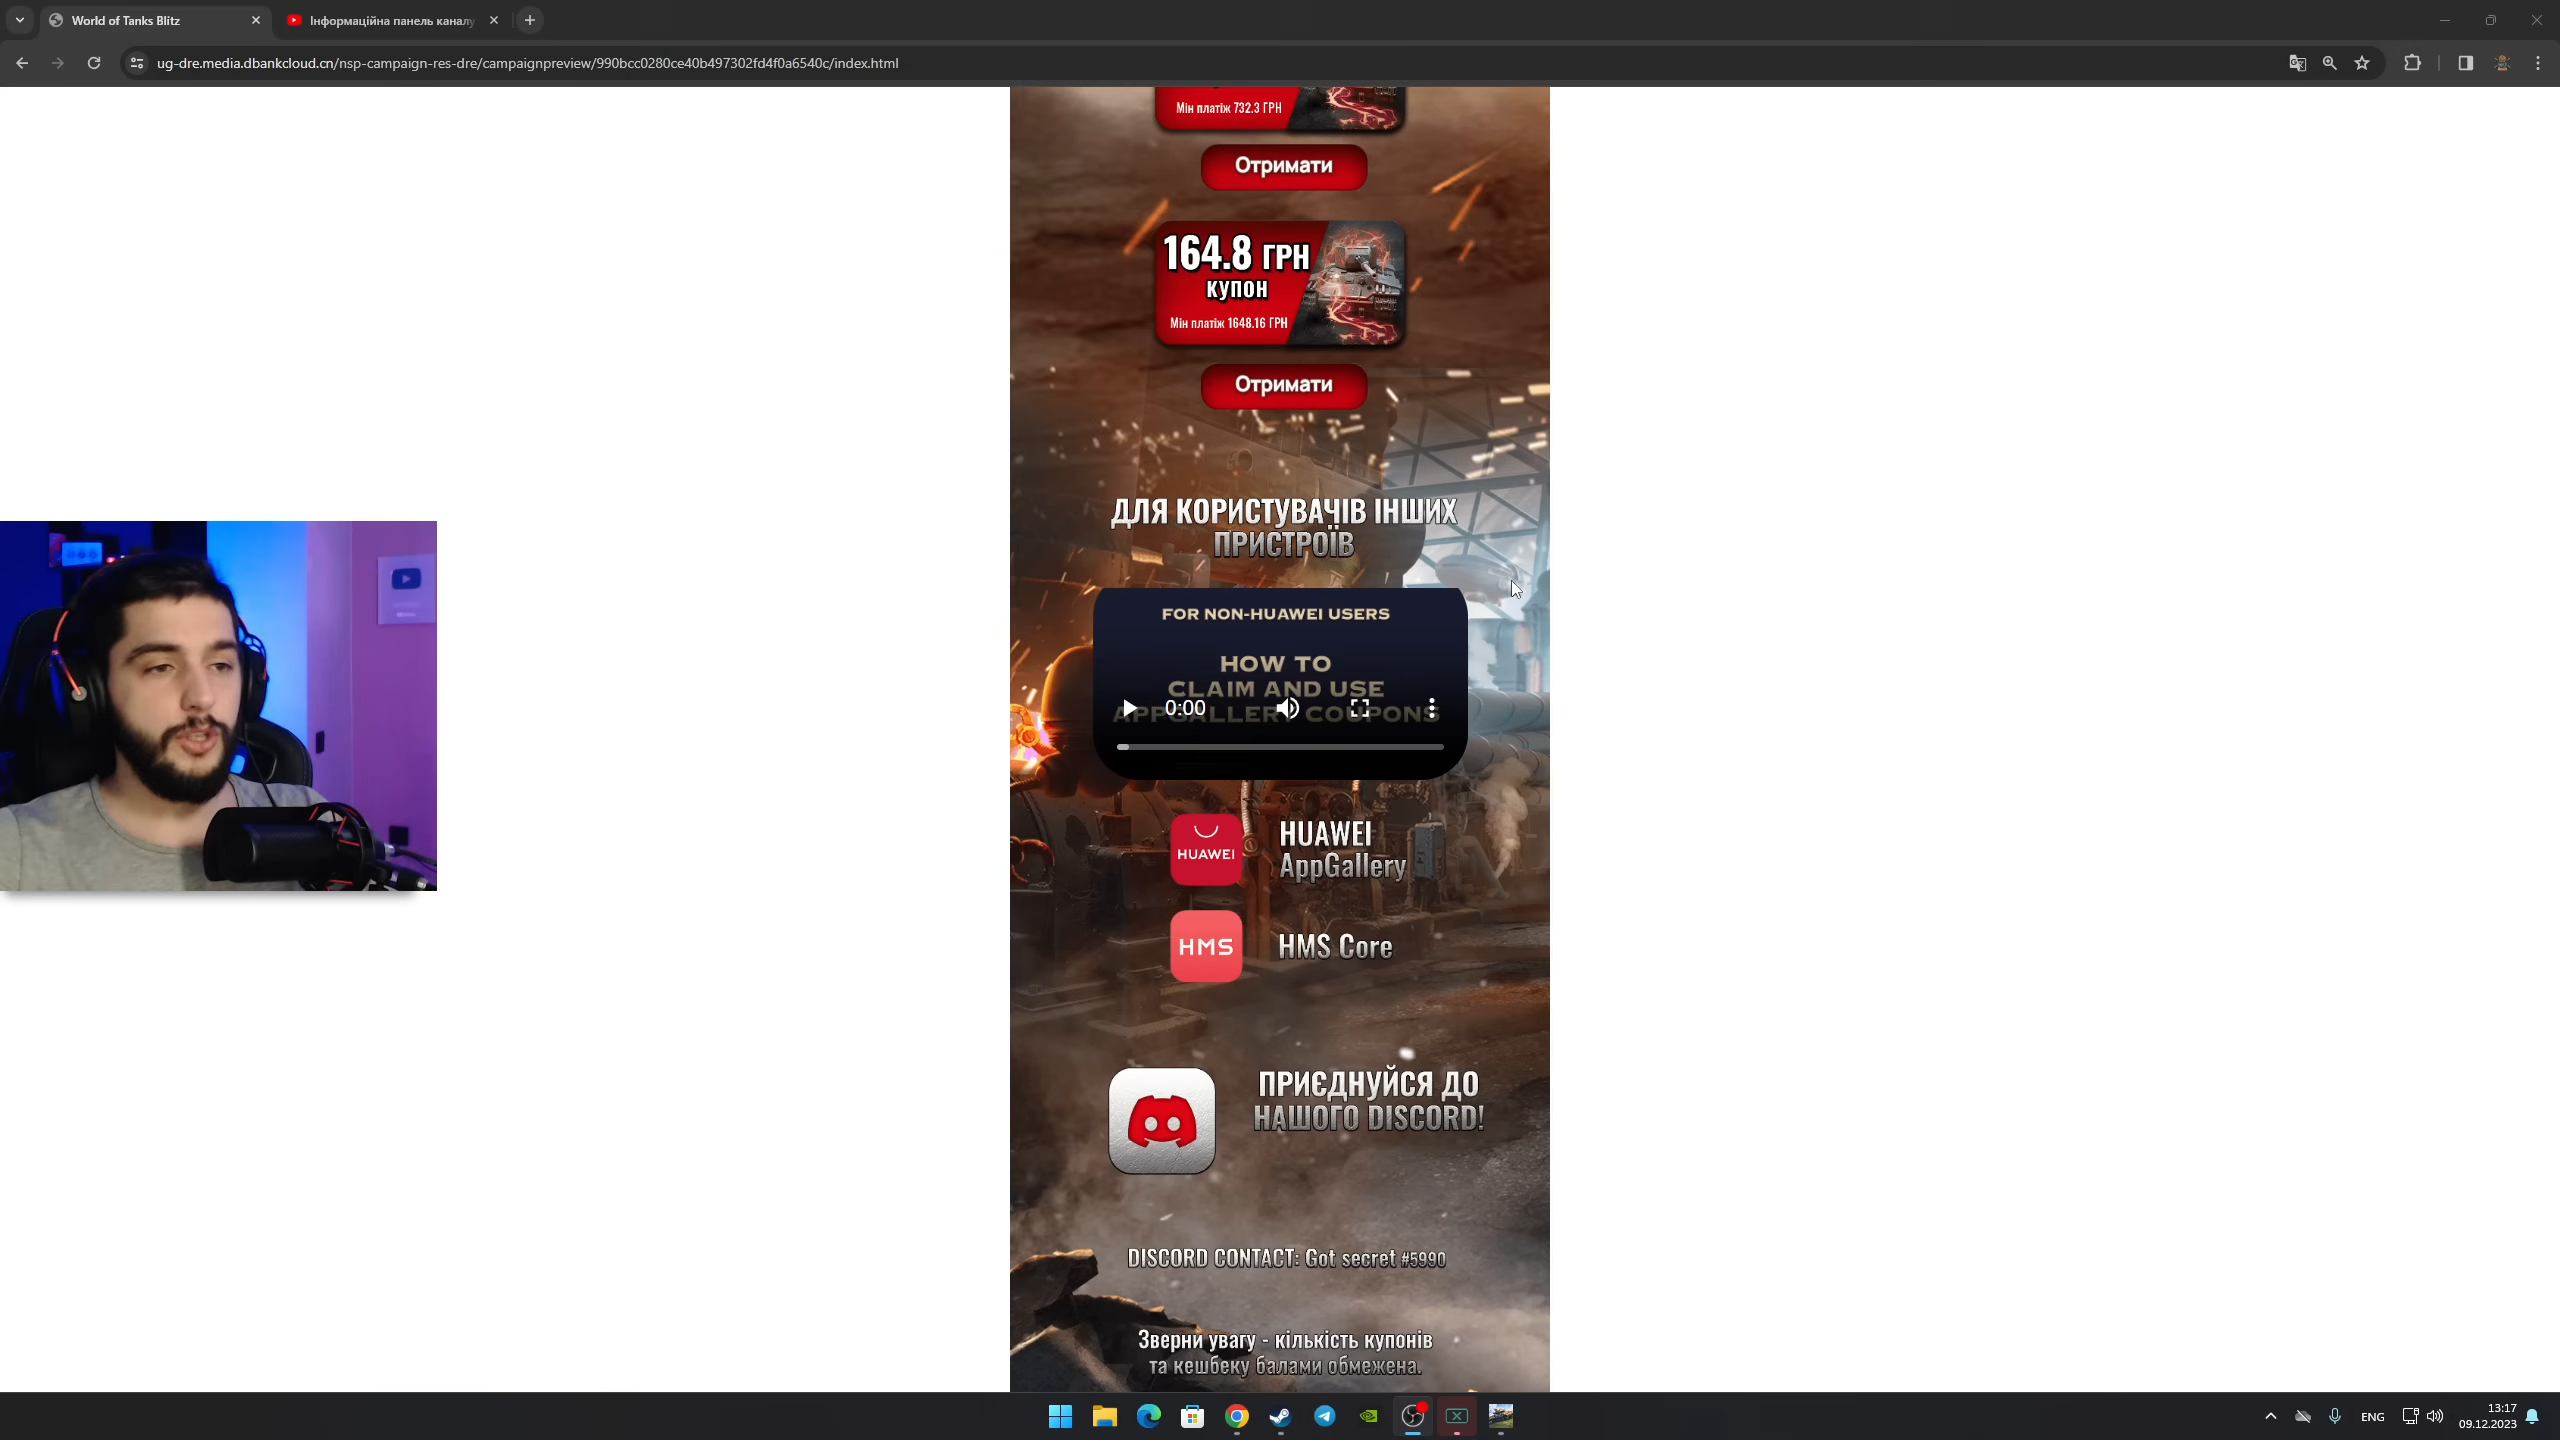 World of Tanks Blitz
Інформаційна панель каналу
ug-dre.media.dbankcloud.cn/nsp-campaign-res-dre/campaignpreview/990bcc0280ce40b497302fd4f0a6540c/index.html
Мін платіж 732.3 ГРН
Отримати
164.8 ГРН
КУПОН
Мін платіж 1648.16 ГРН
Отримати
ДЛЯ КОРИСТУВАЧІВ ІНШИХ
ПРИСТРОЇВ
FOR NON-HUAWEI USERS
HOW TO
CLAIM AND USE
APPGALLERY COUPONS
0:00
HUAWEI
HUAWEI
AppGallery
HMS
HMS Core
ПРИЄДНУЙСЯ ДО
НАШОГО DISCORD!
DISCORD CONTACT: Got secret #5990
Зверни увагу - кількість купонів
та кешбеку балами обмежена.
ENG
13:17
09.12.2023